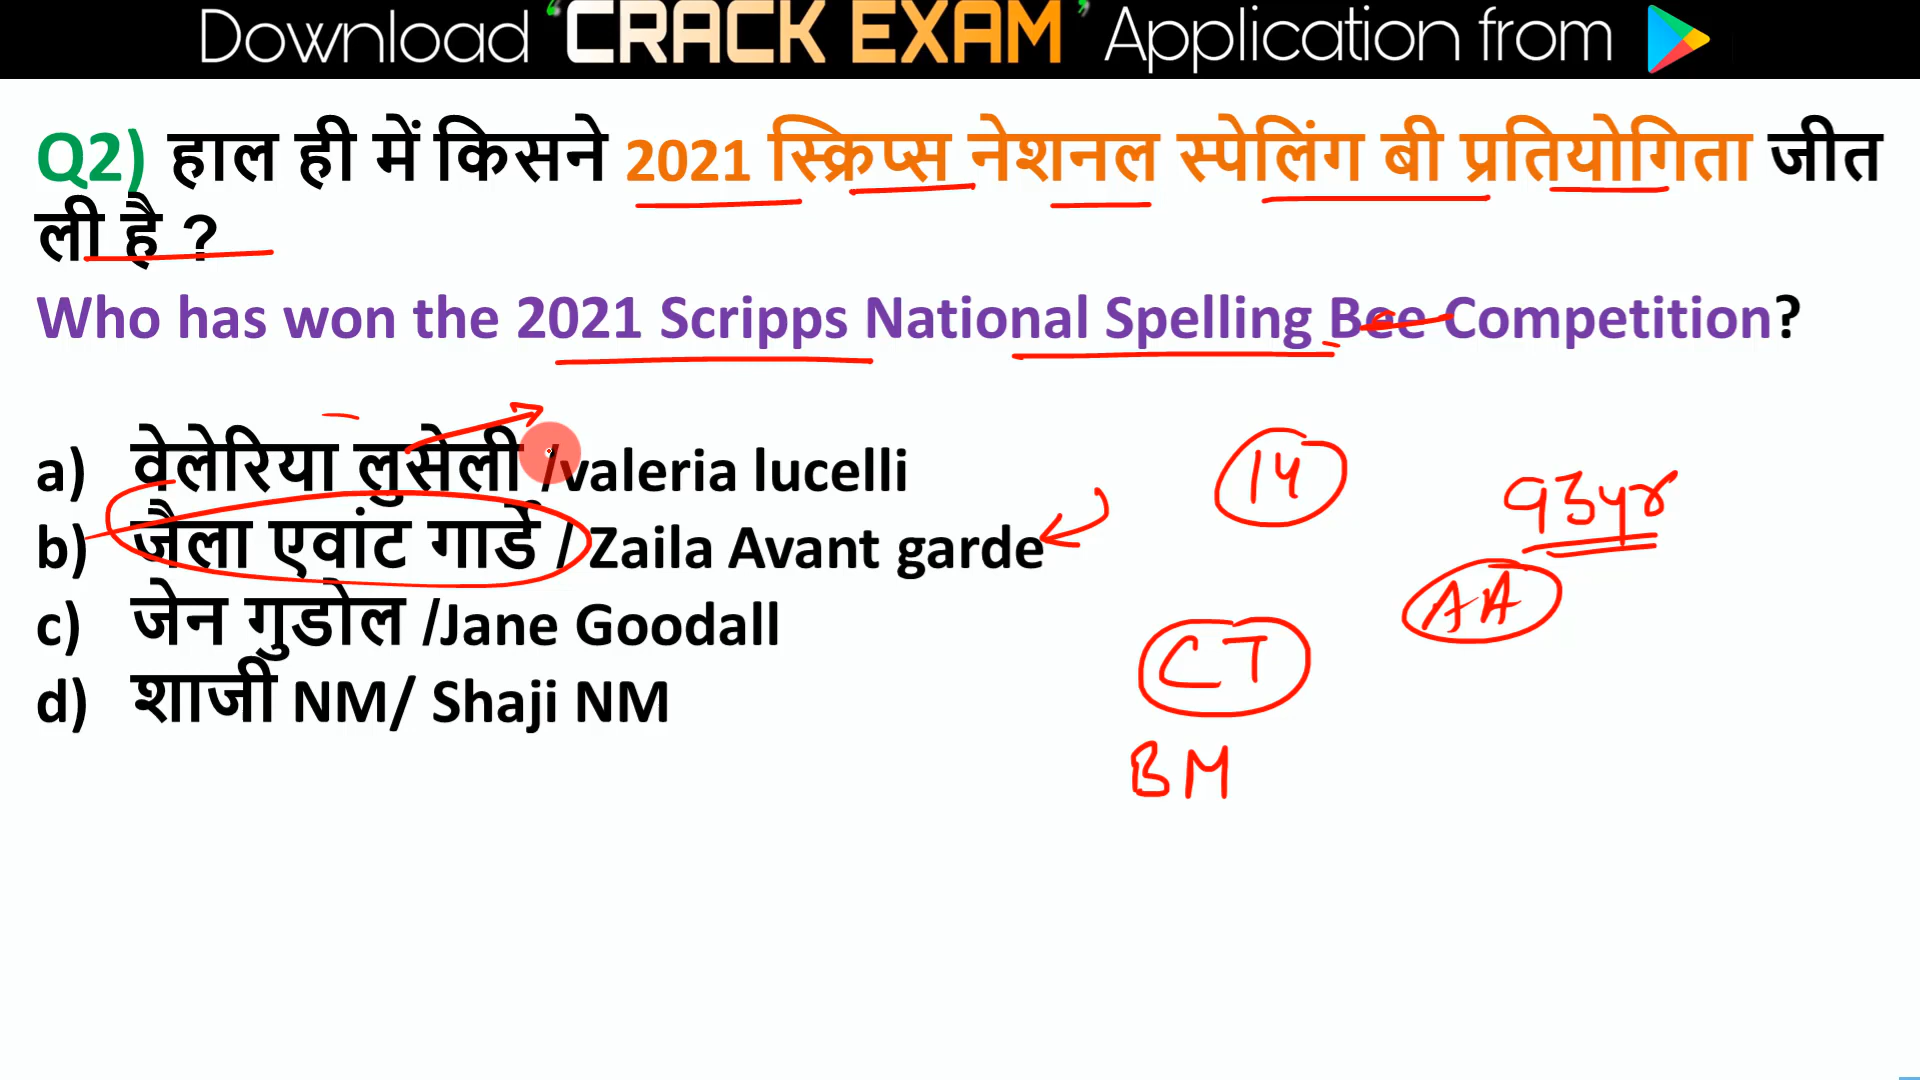 Download ‘CRACK EXAM’ Application from
Q2) हाल ही में किसने 2021 स्क्रिप्स नेशनल स्पेलिंग बी प्रतियोगिता जीत
ली है ?
Who has won the 2021 Scripps National Spelling Bee Competition?
a) वेलेरिया लुसेली /valeria lucelli
b) जैला एवांट गार्डे / Zaila Avant garde
c) जेन गुडोल /Jane Goodall
d) शाजी NM/ Shaji NM
14
93yr
AA
CT
BM